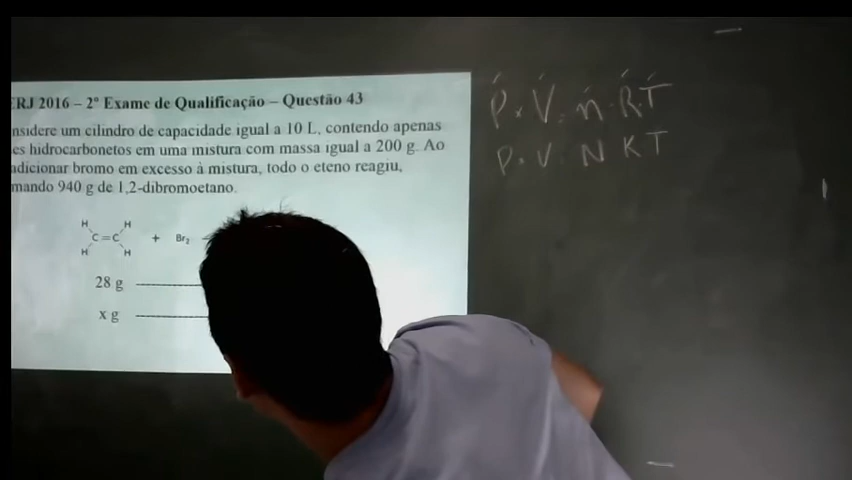 RJ 2016 – 2º Exame de Qualificação – Questão 43
nsidere um cilindro de capacidade igual a 10 L, contendo apenas
es hidrocarbonetos em uma mistura com massa igual a 200 g. Ao
adicionar bromo em excesso à mistura, todo o eteno reagiu,
mando 940 g de 1,2-dibromoetano.
H H
C=C + Br2
H H
28 g
x g
P × V = n · R · T
P · V N K T